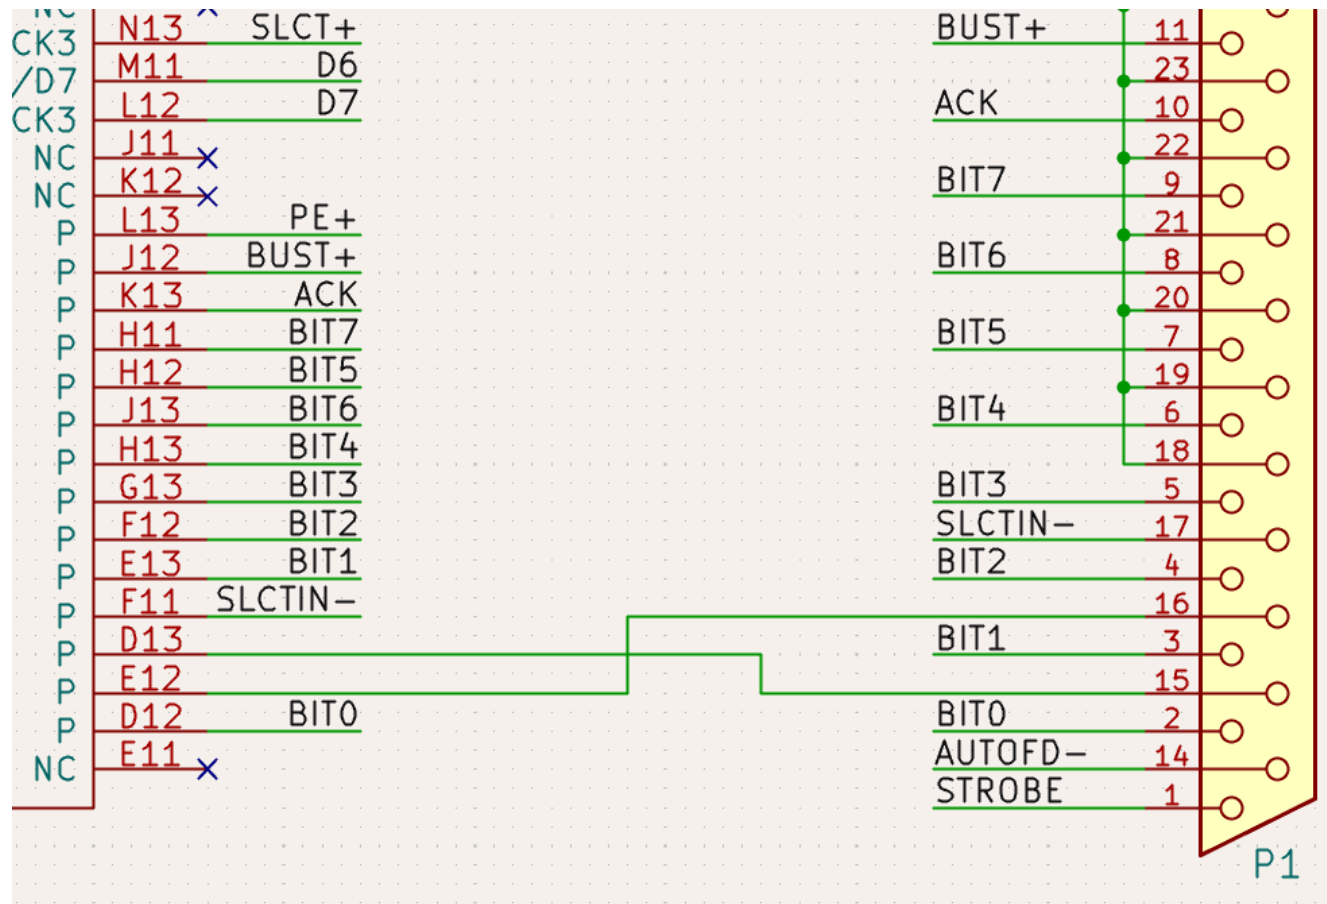 NC
N13 SLCT+ BUST+ 11
CK3
M11 D6 23
/D7
L12 D7 ACK 10
CK3
J11 22
NC
K12 BIT7 9
NC
L13 PE+ 21
P
J12 BUST+ BIT6 8
P
K13 ACK 20
P
H11 BIT7 BIT5 7
P
H12 BIT5 19
P
J13 BIT6 BIT4 6
P
H13 BIT4 18
P
G13 BIT3 BIT3 5
P
F12 BIT2 SLCTIN- 17
P
E13 BIT1 BIT2 4
P
F11 SLCTIN- 16
P
D13 BIT1 3
P
E12 15
P
D12 BIT0 BIT0 2
P
E11 AUTOFD- 14
NC
STROBE 1
P1